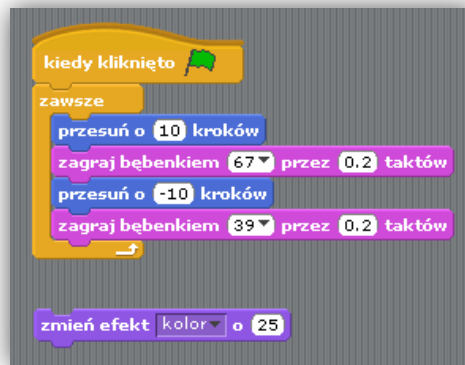 kiedy kliknięto
zawsze
przesuń o 10 kroków
zagraj bębenkiem 67 przez 0.2 taktów
przesuń o -10 kroków
zagraj bębenkiem 39 przez 0.2 taktów
zmień efekt kolor o 25